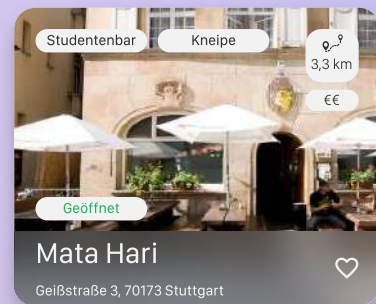 Studentenbar
Kneipe
3,3 km
€€
Geöffnet
Mata Hari
Geißstraße 3, 70173 Stuttgart